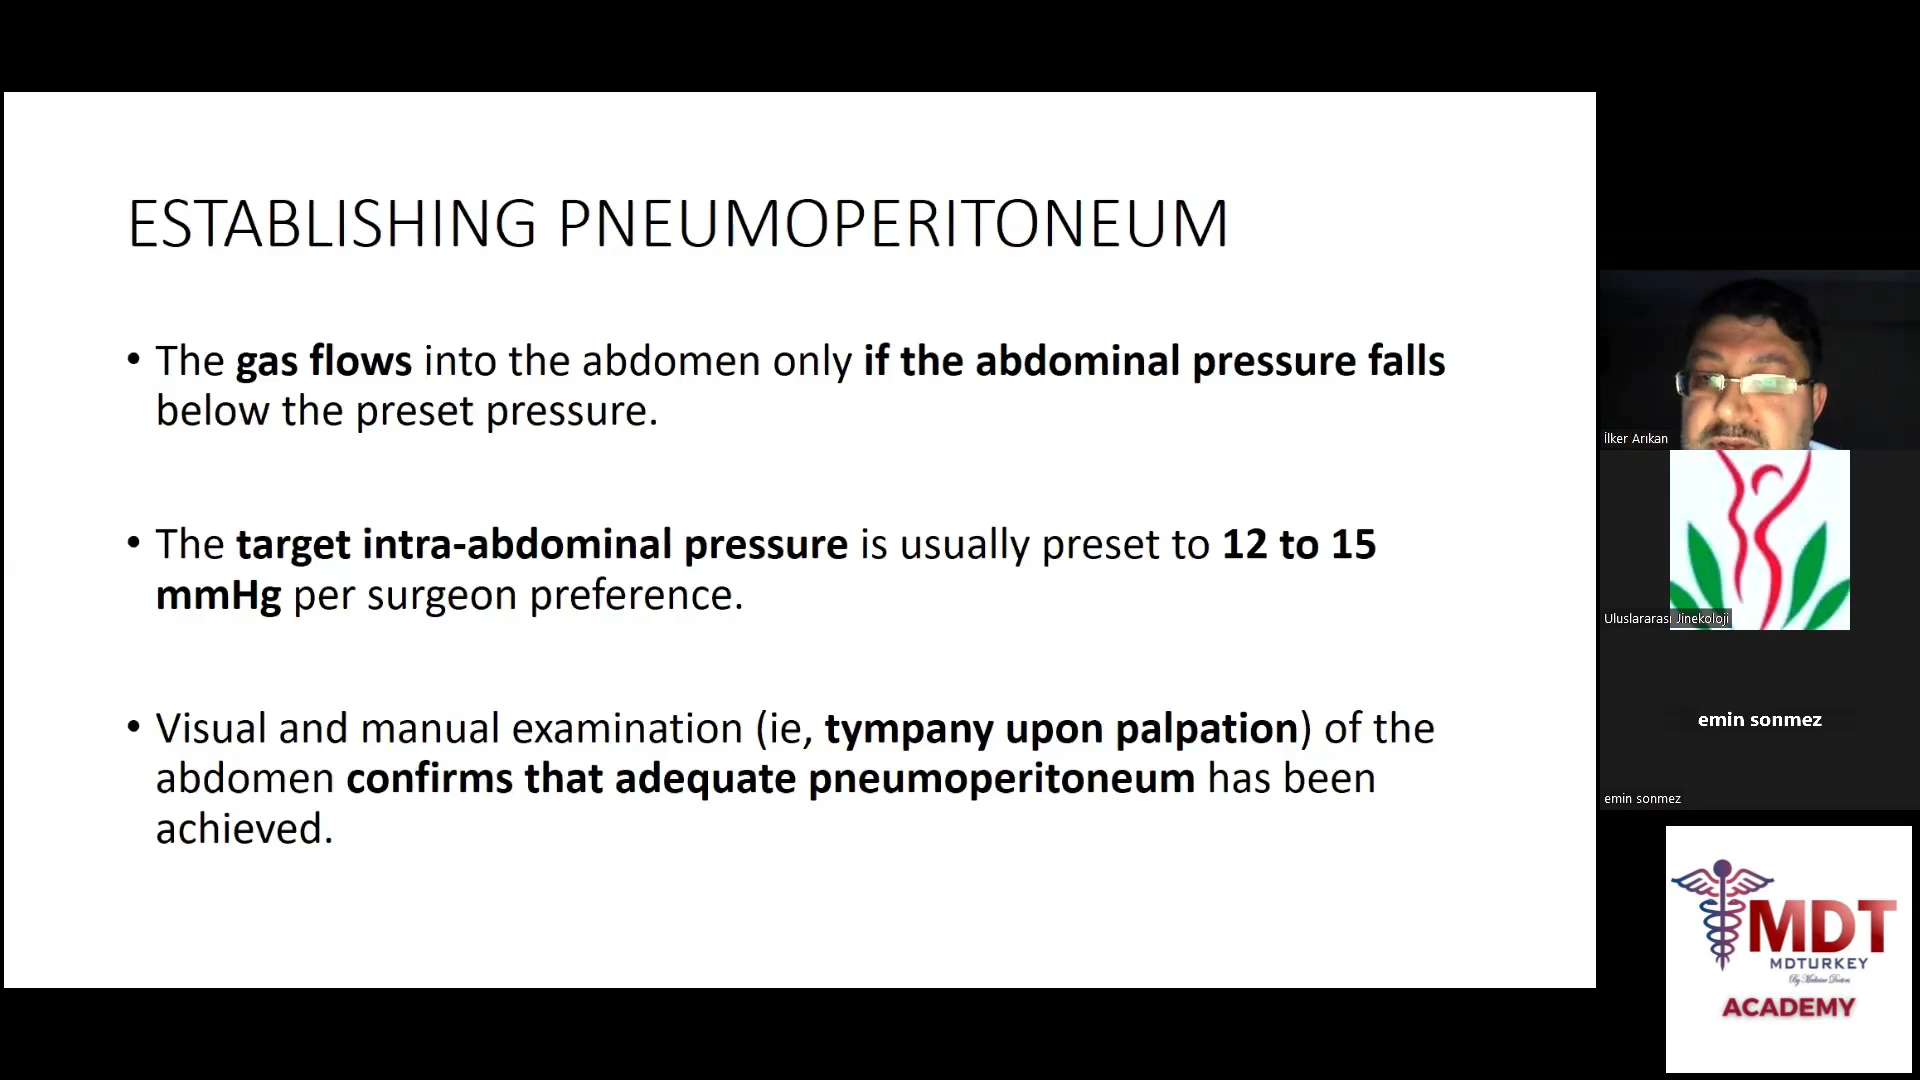 ESTABLISHING PNEUMOPERITONEUM
• The gas flows into the abdomen only if the abdominal pressure falls
below the preset pressure.
• The target intra-abdominal pressure is usually preset to 12 to 15
mmHg per surgeon preference.
• Visual and manual examination (ie, tympany upon palpation) of the
abdomen confirms that adequate pneumoperitoneum has been
achieved.
İlker Arıkan
Uluslararası Jinekoloji
emin sonmez
emin sonmez
MDT
MDTURKEY
By Medicine Doctors
ACADEMY